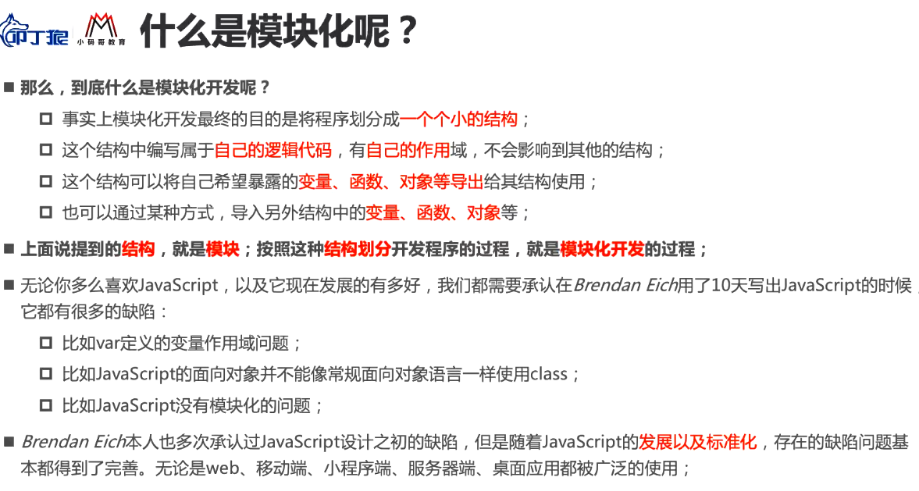 叩丁狼
小码哥教育
什么是模块化呢？
那么，到底什么是模块化开发呢？
事实上模块化开发最终的目的是将程序划分成一个个小的结构；
这个结构中编写属于自己的逻辑代码，有自己的作用域，不会影响到其他的结构；
这个结构可以将自己希望暴露的变量、函数、对象等导出给其结构使用；
也可以通过某种方式，导入另外结构中的变量、函数、对象等；
上面说提到的结构，就是模块；按照这种结构划分开发程序的过程，就是模块化开发的过程；
无论你多么喜欢JavaScript，以及它现在发展的有多好，我们都需要承认在Brendan Eich用了10天写出JavaScript的时候，
它都有很多的缺陷：
比如var定义的变量作用域问题；
比如JavaScript的面向对象并不能像常规面向对象语言一样使用class；
比如JavaScript没有模块化的问题；
Brendan Eich本人也多次承认过JavaScript设计之初的缺陷，但是随着JavaScript的发展以及标准化，存在的缺陷问题基
本都得到了完善。无论是web、移动端、小程序端、服务器端、桌面应用都被广泛的使用；